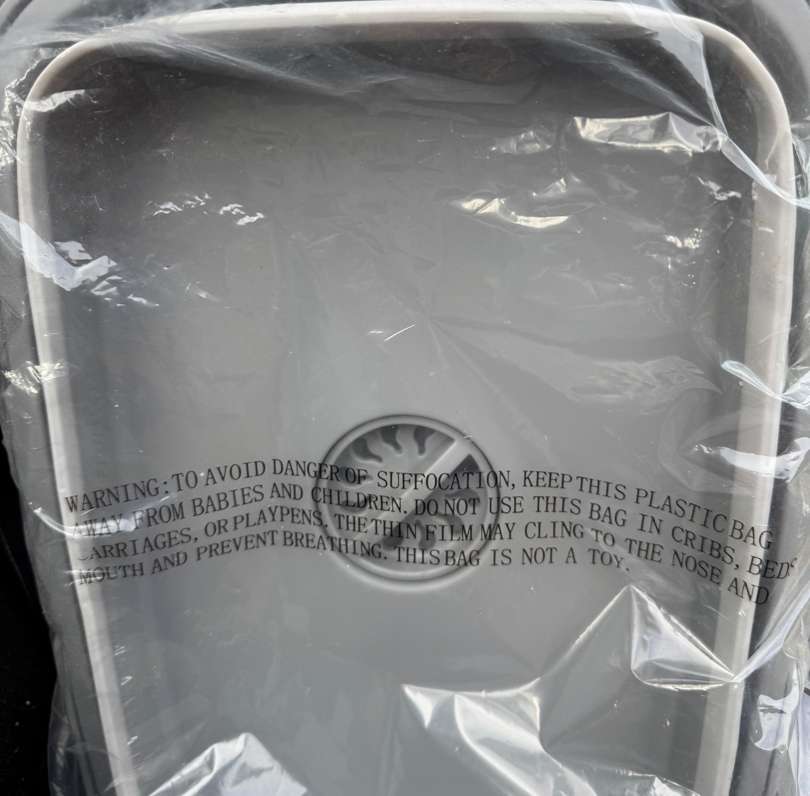 WARNING: TO AVOID DANGER OF SUFFOCATION, KEEP THIS PLASTIC BAG
AWAY FROM BABIES AND CHILLDREN. DO NOT USE THIS BAG IN CRIBS, BEDS
CARRIAGES, OR PLAYPENS. THE THIN FILM MAY CLING TO THE NOSE AND
MOUTH AND PREVENT BREATHING. THIS BAG IS NOT A TOY.